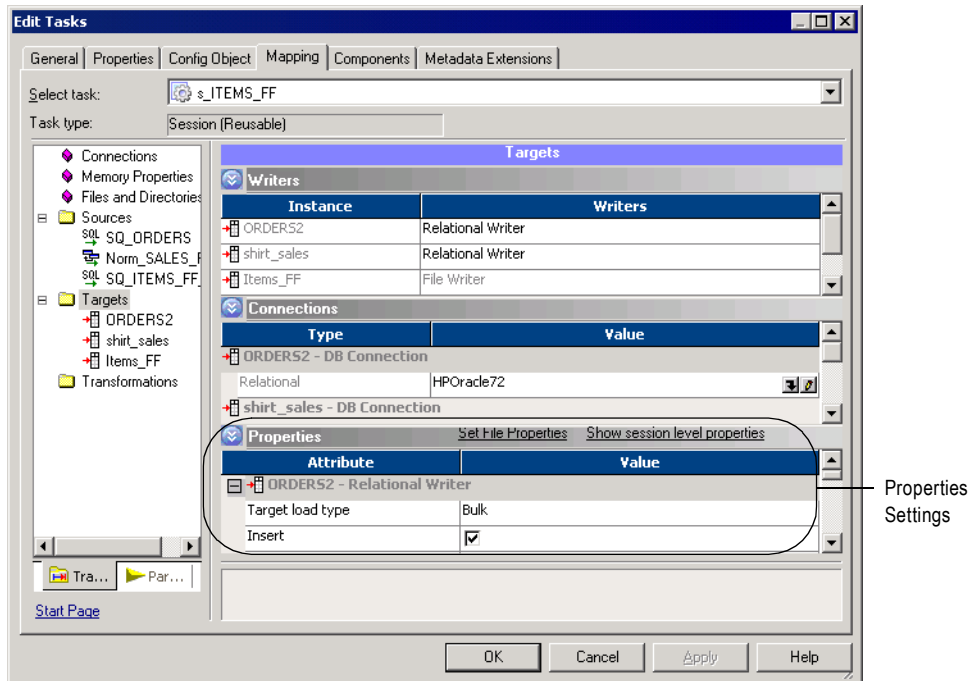 Edit Tasks
General Properties Config Object Mapping Components Metadata Extensions
Select task: s_ITEMS_FF
Task type: Session (Reusable)
Connections
Memory Properties
Files and Directories
Sources
SQL SQ_ORDERS
Norm_SALES_F
SQL SQ_ITEMS_FF_
Targets
ORDERS2
shirt_sales
Items_FF
Transformations
Tra... Par...
Start Page
Targets
Writers
Instance Writers
ORDERS2 Relational Writer
shirt_sales Relational Writer
Items_FF File Writer
Connections
Type Value
ORDERS2 - DB Connection
Relational HPOracle72
shirt_sales - DB Connection
Properties Set File Properties Show session level properties
Attribute Value
ORDERS2 - Relational Writer
Target load type Bulk
Insert
Properties
Settings
OK Cancel Apply Help